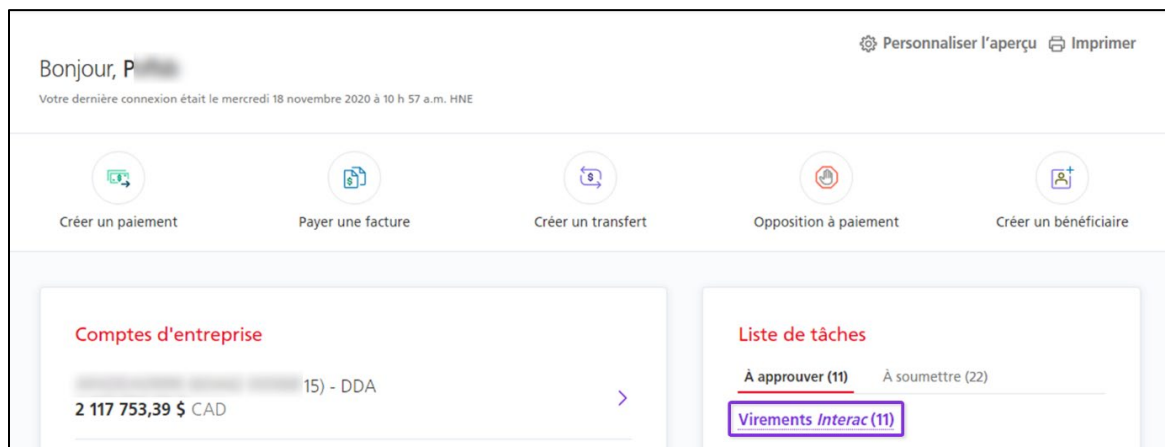 Personnaliser l'aperçu Imprimer
Bonjour,
Votre dernière connexion était le mercredi 18 novembre 2020 à 10 h 57 a.m. HNE
Créer un paiement Payer une facture Créer un transfert Opposition à paiement Créer un bénéficiaire
Comptes d'entreprise
15) - DDA
2 117 753,39 $ CAD
Liste de tâches
À approuver (11) À soumettre (22)
Virements Interac (11)